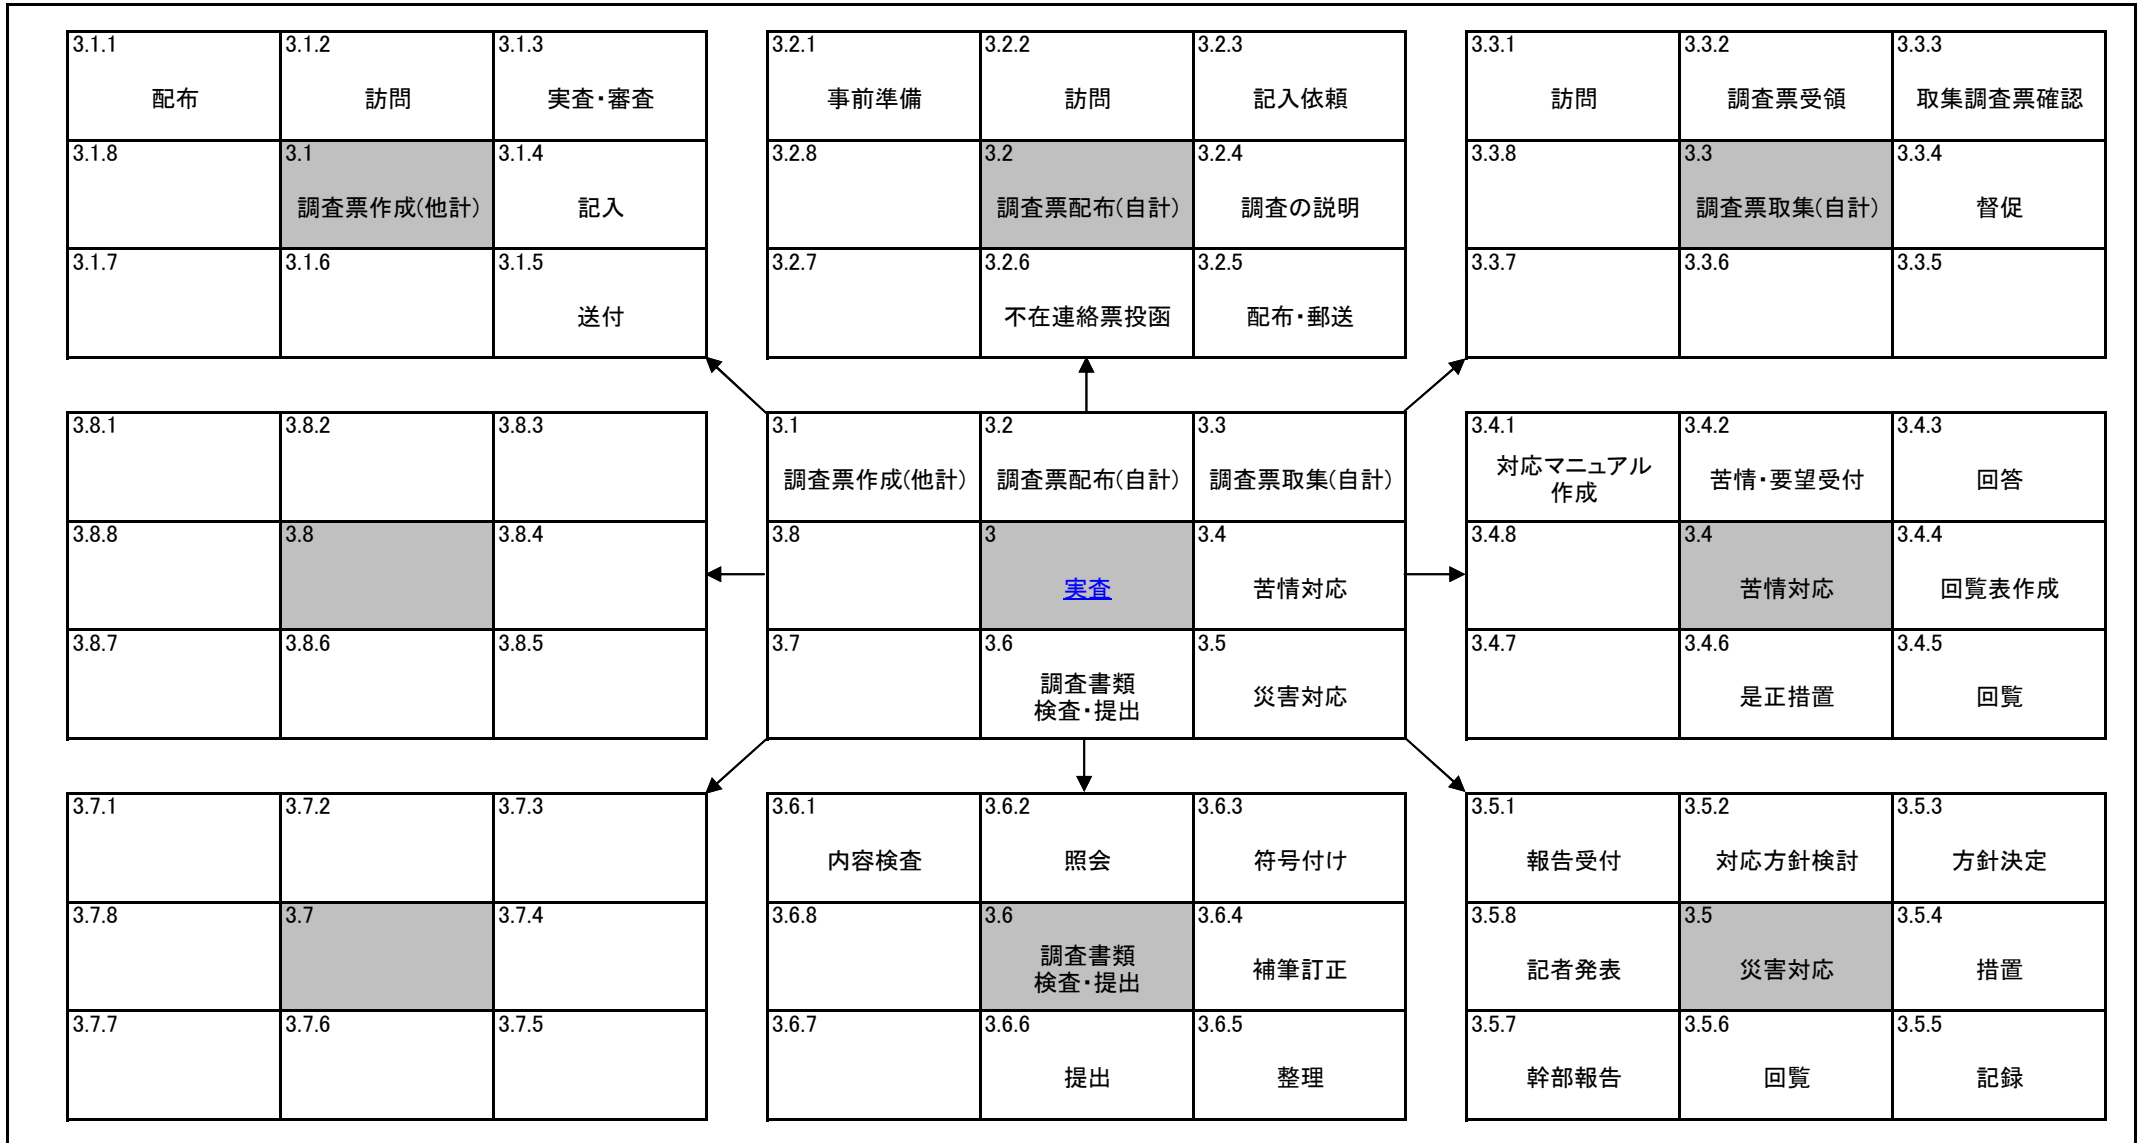 3.1.1 3.1.2 3.1.3
配布 訪問 実査・審査
3.1.8 3.1 3.1.4
調査票作成(他計) 記入
3.1.7 3.1.6 3.1.5
送付
3.2.1 3.2.2 3.2.3
事前準備 訪問 記入依頼
3.2.8 3.2 3.2.4
調査票配布(自計) 調査の説明
3.2.7 3.2.6 3.2.5
不在連絡票投函 配布・郵送
3.3.1 3.3.2 3.3.3
訪問 調査票受領 取集調査票確認
3.3.8 3.3 3.3.4
調査票取集(自計) 督促
3.3.7 3.3.6 3.3.5
3.8.1 3.8.2 3.8.3
3.8.8 3.8 3.8.4
3.8.7 3.8.6 3.8.5
3.1 3.2 3.3
調査票作成(他計) 調査票配布(自計) 調査票取集(自計)
3.8 3 3.4
実査 苦情対応
3.7 3.6 3.5
調査書類
検査・提出 災害対応
3.4.1 3.4.2 3.4.3
対応マニュアル
作成 苦情・要望受付 回答
3.4.8 3.4 3.4.4
苦情対応 回覧表作成
3.4.7 3.4.6 3.4.5
是正措置 回覧
3.7.1 3.7.2 3.7.3
3.7.8 3.7 3.7.4
3.7.7 3.7.6 3.7.5
3.6.1 3.6.2 3.6.3
内容検査 照会 符号付け
3.6.8 3.6 3.6.4
調査書類
検査・提出 補筆訂正
3.6.7 3.6.6 3.6.5
提出 整理
3.5.1 3.5.2 3.5.3
報告受付 対応方針検討 方針決定
3.5.8 3.5 3.5.4
記者発表 災害対応 措置
3.5.7 3.5.6 3.5.5
幹部報告 回覧 記録